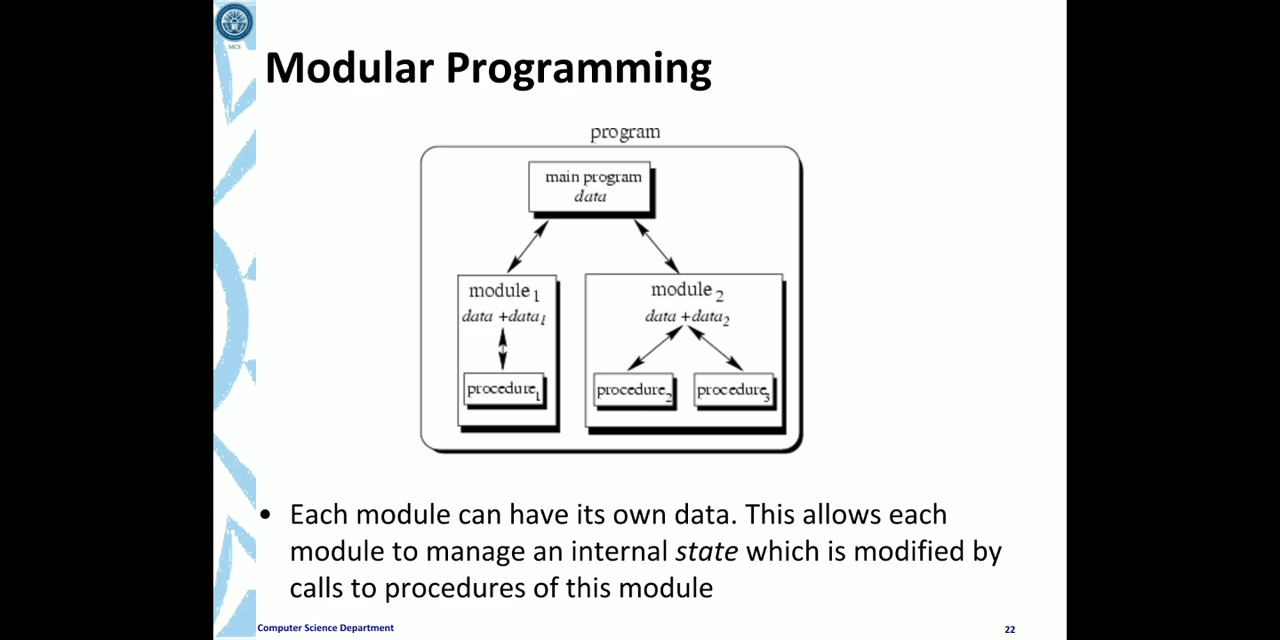 MCS
Modular Programming
program
main program
data
module1
data +data1
procedure1
module2
data +data2
procedure2
procedure3
• Each module can have its own data. This allows each
module to manage an internal state which is modified by
calls to procedures of this module
Computer Science Department
22